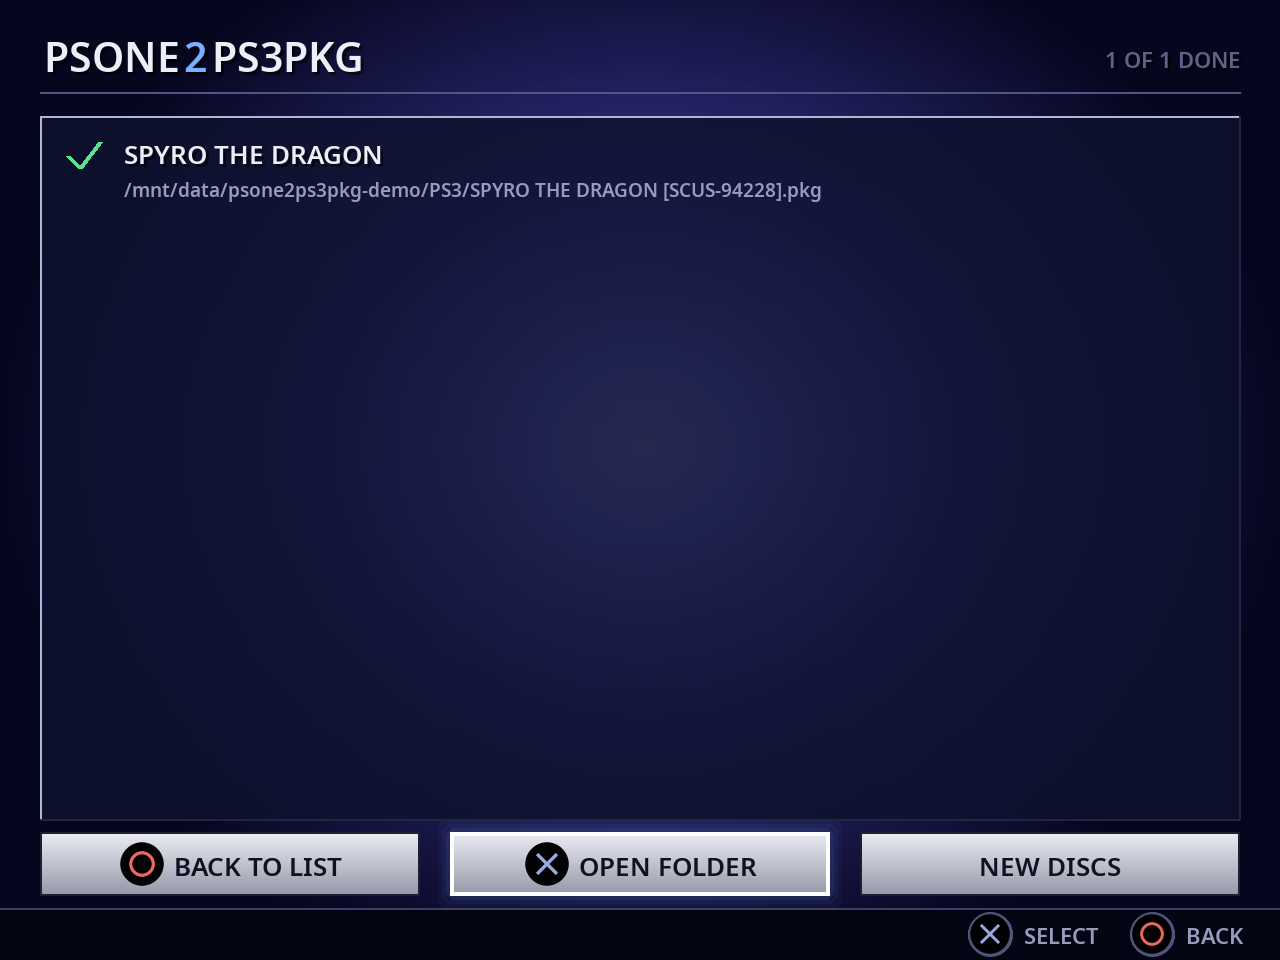 PSONE2PS3PKG
1 OF 1 DONE
SPYRO THE DRAGON
/mnt/data/psone2ps3pkg-demo/PS3/SPYRO THE DRAGON [SCUS-94228].pkg
BACK TO LIST
OPEN FOLDER
NEW DISCS
SELECT
BACK